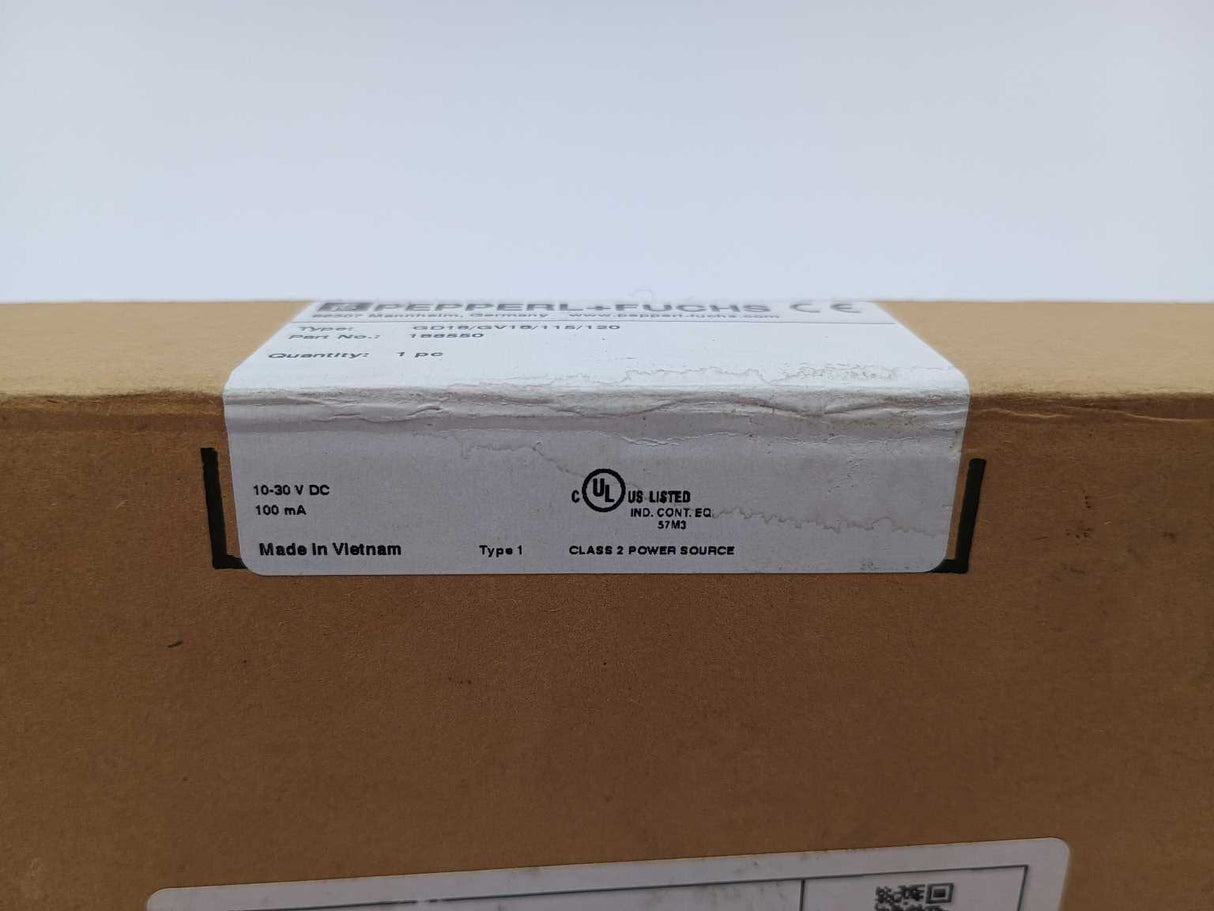 PEPPERL+FUCHS CE
68307 Mannheim, Germany www.pepperl-fuchs.com
Type: GD18/GV18/115/120
Part No.: 188550
Quantity: 1 pc
10-30 V DC
100 mA
C UL US LISTED
IND. CONT. EQ.
57M3
Made in Vietnam Type 1 CLASS 2 POWER SOURCE